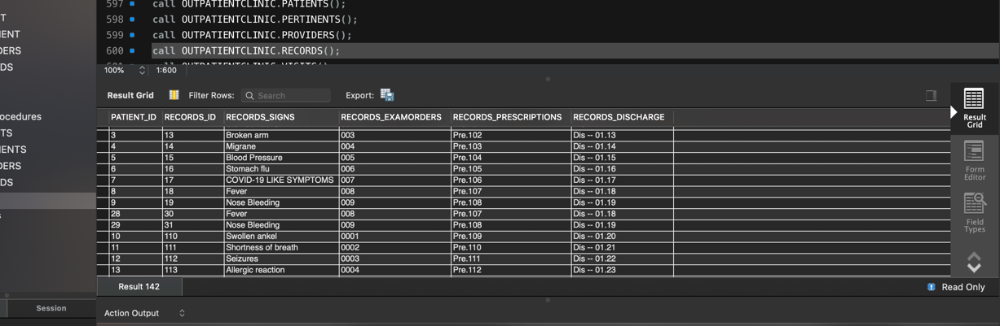 597 call OUTPATIENTCLINIC.PATIENTS();
T
598 call OUTPATIENTCLINIC.PERTINENTS();
IENT
599 call OUTPATIENTCLINIC.PROVIDERS();
DERS
600 call OUTPATIENTCLINIC.RECORDS();
DS
100% 1:600
Result Grid Filter Rows: Search Export:
ocedures
PATIENT_ID RECORDS_ID RECORDS_SIGNS RECORDS_EXAMORDERS RECORDS_PRESCRIPTIONS RECORDS_DISCHARGE
TS
3 13 Broken arm 003 Pre.102 Dis -- 01.13
4 14 Migrane 004 Pre.103 Dis -- 01.14
IENTS
5 15 Blood Pressure 005 Pre.104 Dis -- 01.15
DERS
6 16 Stomach flu 006 Pre.105 Dis -- 01.16
7 17 COVID-19 LIKE SYMPTOMS 007 Pre.106 Dis -- 01.17
DS
8 18 Fever 008 Pre.107 Dis -- 01.18
9 19 Nose Bleeding 009 Pre.108 Dis -- 01.19
28 30 Fever 008 Pre.107 Dis -- 01.18
29 31 Nose Bleeding 009 Pre.108 Dis -- 01.19
10 110 Swollen ankel 0001 Pre.109 Dis -- 01.20
11 111 Shortness of breath 0002 Pre.110 Dis -- 01.21
12 112 Seizures 0003 Pre.111 Dis -- 01.22
13 113 Allergic reaction 0004 Pre.112 Dis -- 01.23
Result
Grid
Form
Editor
Field
Types
Result 142
Read Only
Session
Action Output